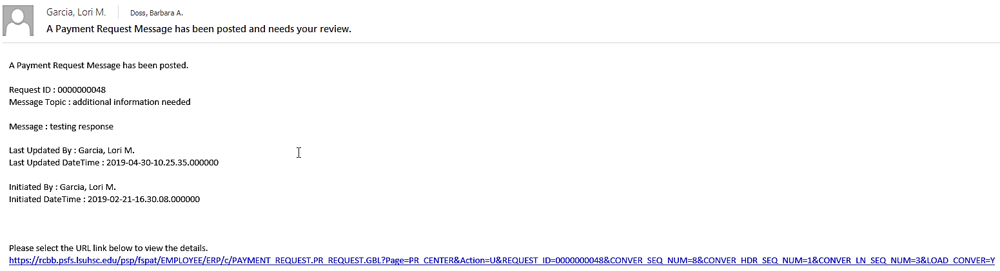 Garcia, Lori M. Doss, Barbara A.
A Payment Request Message has been posted and needs your review.
A Payment Request Message has been posted.
Request ID : 0000000048
Message Topic : additional information needed
Message : testing response
Last Updated By : Garcia, Lori M.
Last Updated DateTime : 2019-04-30-10.25.35.000000
Initiated By : Garcia, Lori M.
Initiated DateTime : 2019-02-21-16.30.08.000000
Please select the URL link below to view the details.
https://rcbb.psfs.lsuhsc.edu/psp/fspat/EMPLOYEE/ERP/c/PAYMENT_REQUEST.PR_REQUEST.GBL?Page=PR_CENTER&Action=U&REQUEST_ID=0000000048&CONVER_SEQ_NUM=8&CONVER_HDR_SEQ_NUM=1&CONVER_LN_SEQ_NUM=3&LOAD_CONVER=Y